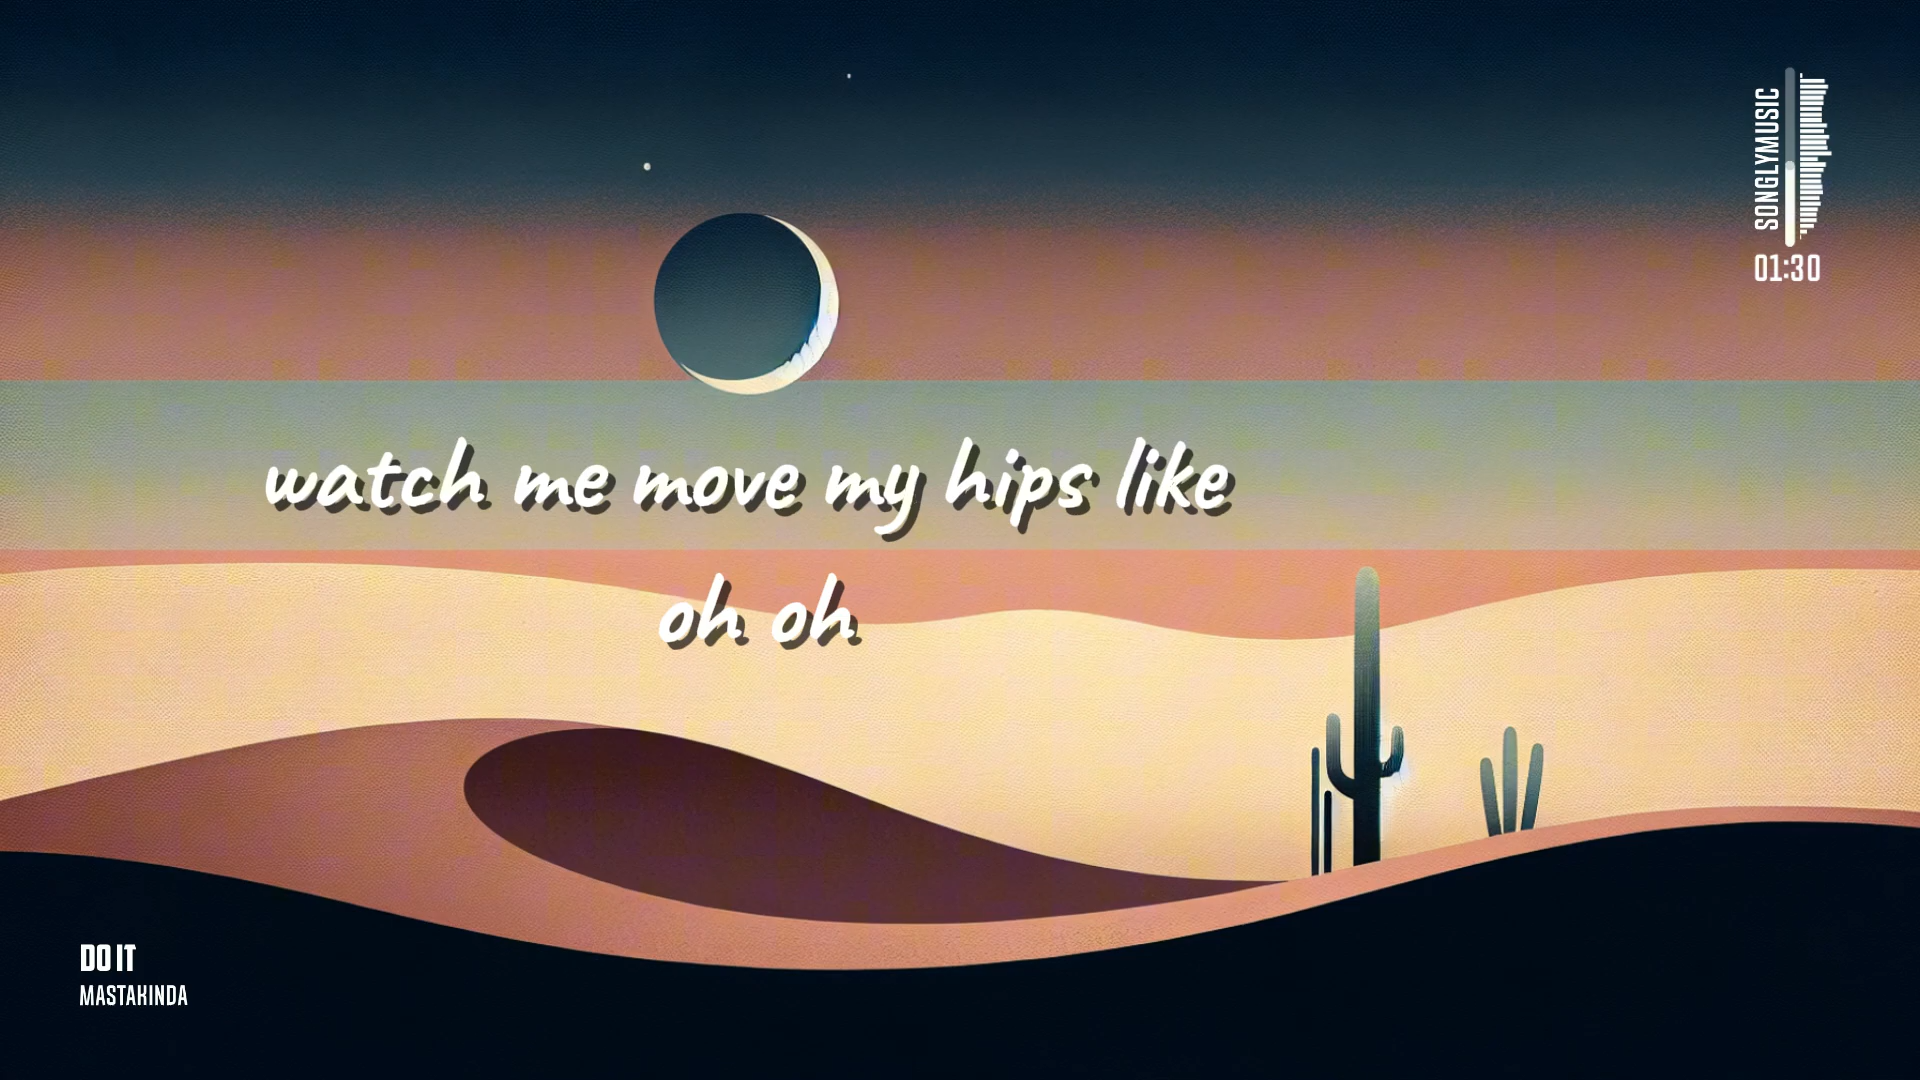 SONGLYMUSIC
01:30
watch me move my hips like
oh oh
DO IT
MASTAKINDA